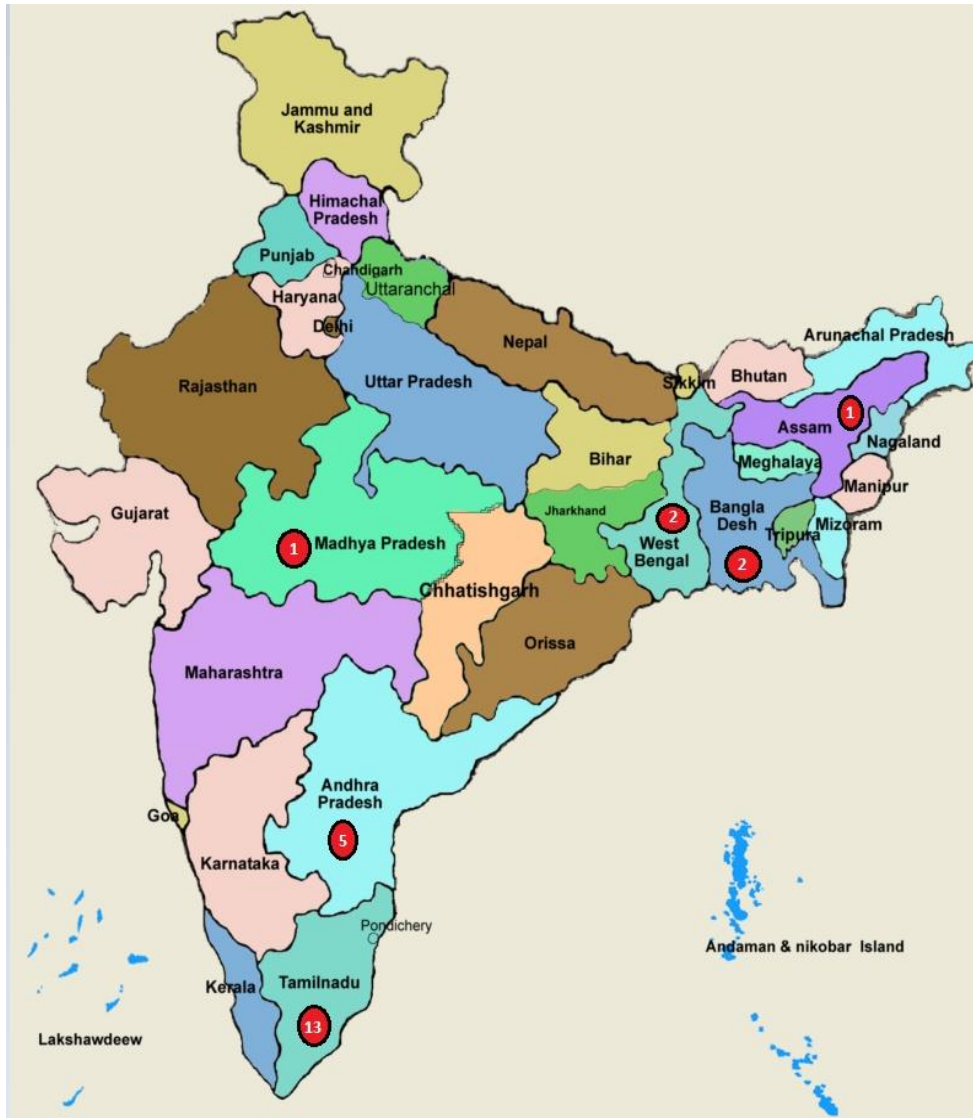 Jammu and
Kashmir
Himachal
Pradesh
Punjab
Chandigarh
Haryana
Uttaranchal
Delhi
Nepal
Arunachal Pradesh
Rajasthan
Uttar Pradesh
Sikkim
Bhutan
1
Assam
Nagaland
Bihar
Meghalaya
Manipur
Gujarat
Jharkhand
Bangla
Desh
Mizoram
Tripura
2
West
Bengal
2
1
Madhya Pradesh
Chhatishgarh
Orissa
Maharashtra
Andhra
Pradesh
Goa
5
Karnataka
Pondichery
Andaman & nikobar Island
Kerala
Tamilnadu
13
Lakshawdeew